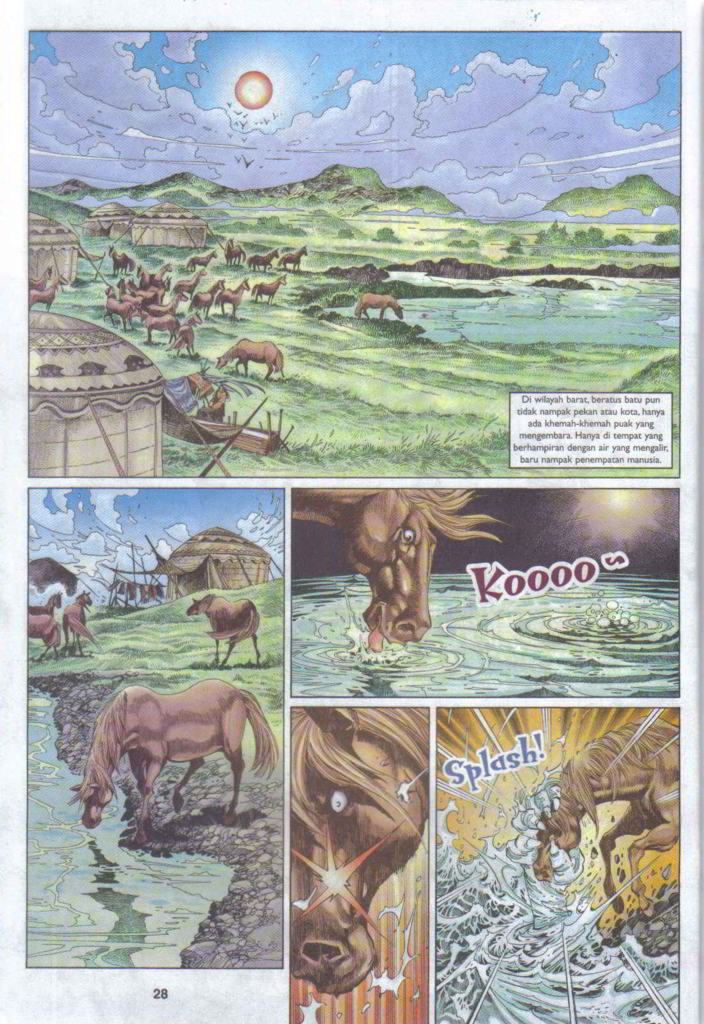 Di wilayah barat, beratus batu pun
tidak nampak pekan atau kota, hanya
ada khemah-khemah puak yang
mengembara. Hanya di tempat yang
berhampiran dengan air yang mengalir,
baru nampak penempatan manusia.
Koooo~
Splash!
28